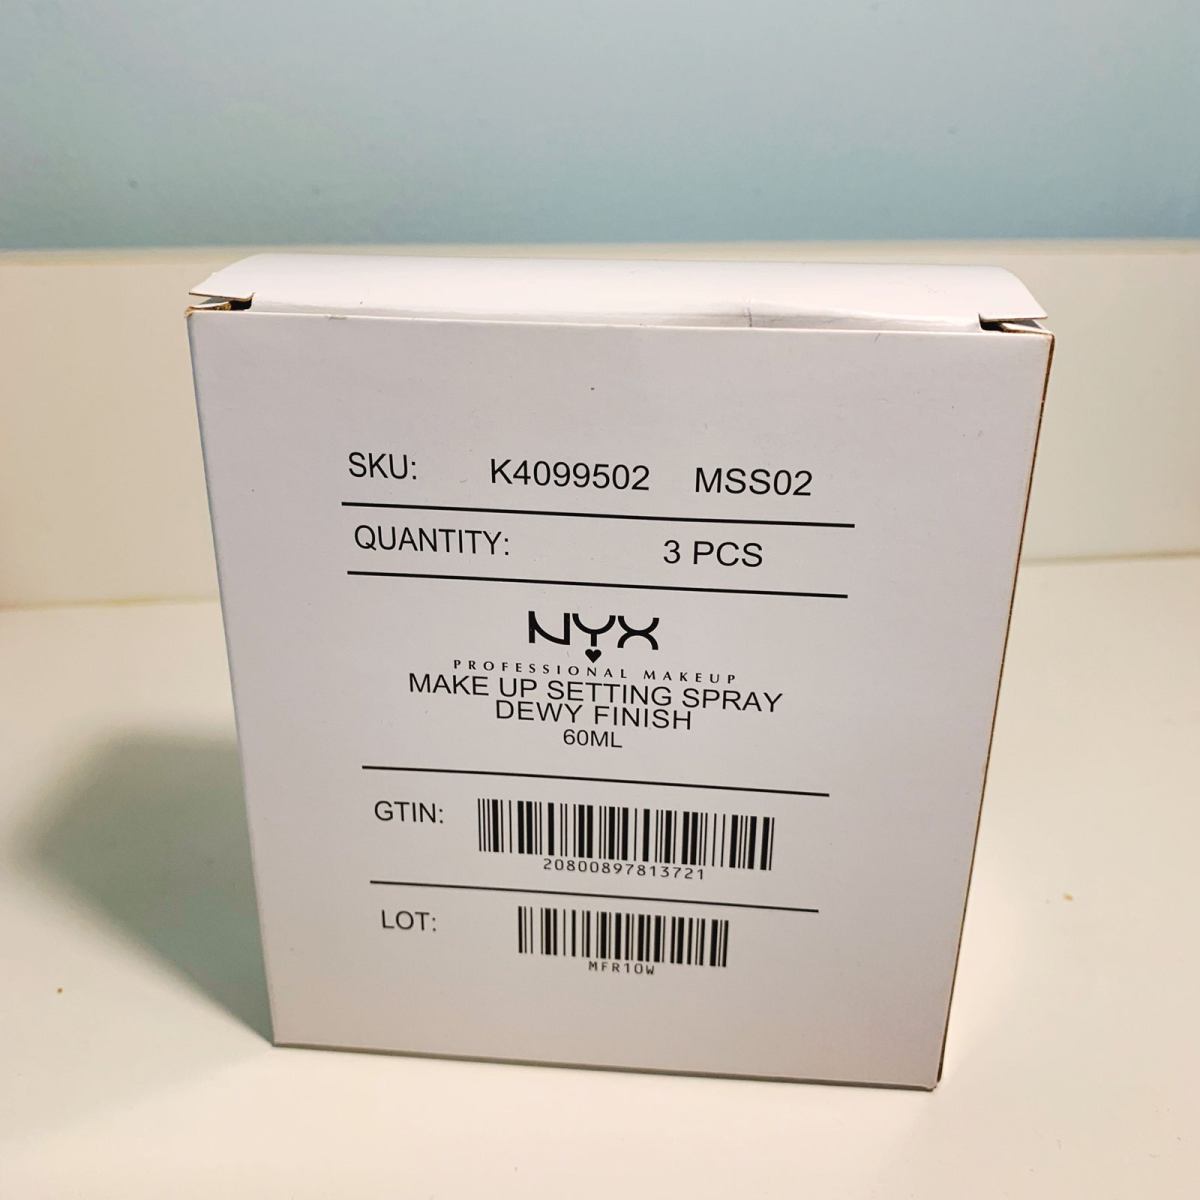 SKU: K4099502 MSS02
QUANTITY: 3 PCS
NYX
PROFESSIONAL MAKEUP
MAKE UP SETTING SPRAY
DEWY FINISH
60ML
GTIN:
20800897813721
LOT:
MFR10W